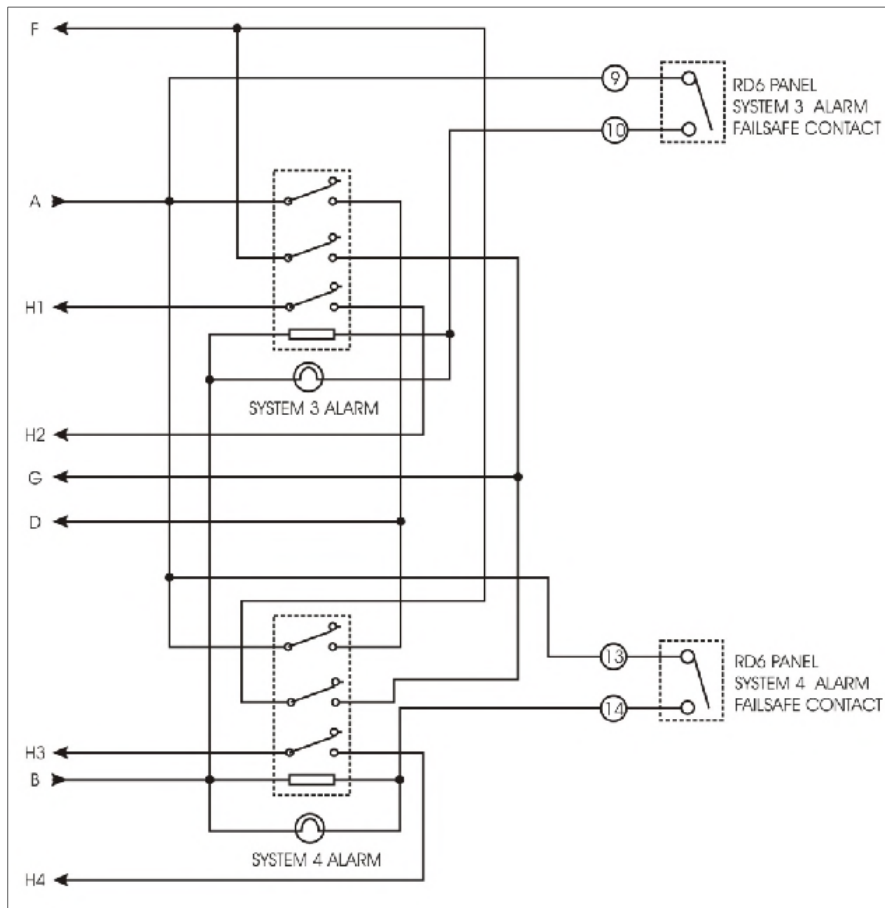 F
9
RD6 PANEL
SYSTEM 3 ALARM
FAILSAFE CONTACT
10
A
H1
SYSTEM 3 ALARM
H2
G
D
13
RD6 PANEL
SYSTEM 4 ALARM
FAILSAFE CONTACT
14
H3
B
SYSTEM 4 ALARM
H4